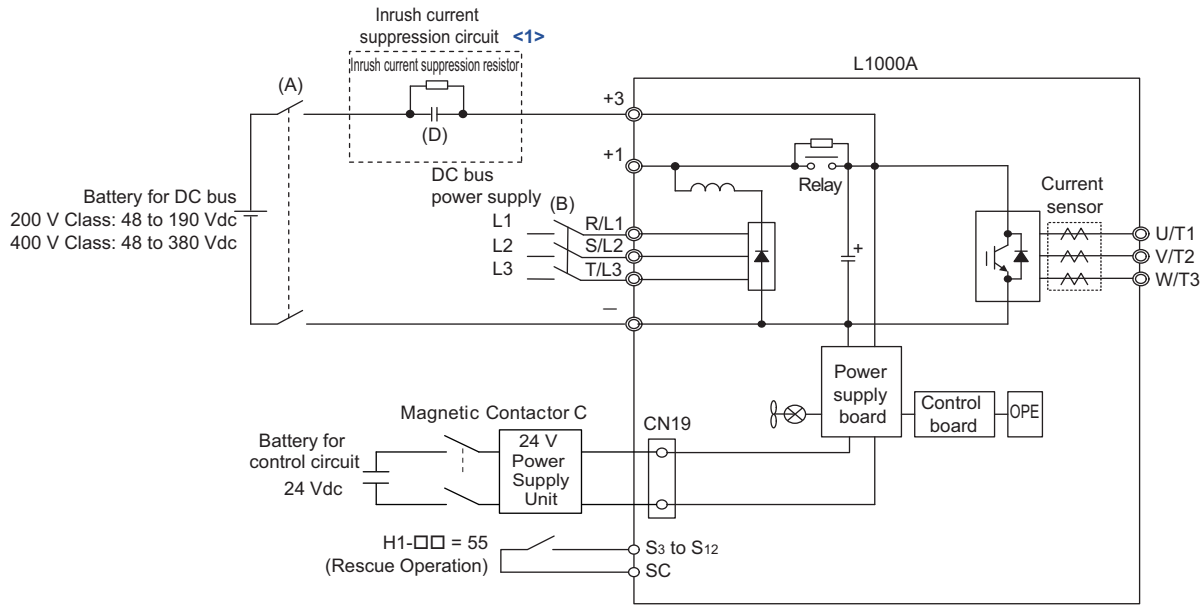 Inrush current
suppression circuit <1>
Inrush current suppression resistor
L1000A
(A)
+3
(D)
+1
DC bus
power supply
Relay
Current
sensor
Battery for DC bus
200 V Class: 48 to 190 Vdc
400 V Class: 48 to 380 Vdc
(B)
L1
R/L1
U/T1
L2
S/L2
V/T2
L3
T/L3
W/T3
–
+
Power
supply
board
Control
board
OPE
Magnetic Contactor C
CN19
Battery for
control circuit
24 Vdc
24 V
Power
Supply
Unit
H1-□□ = 55
(Rescue Operation)
S3 to S12
SC